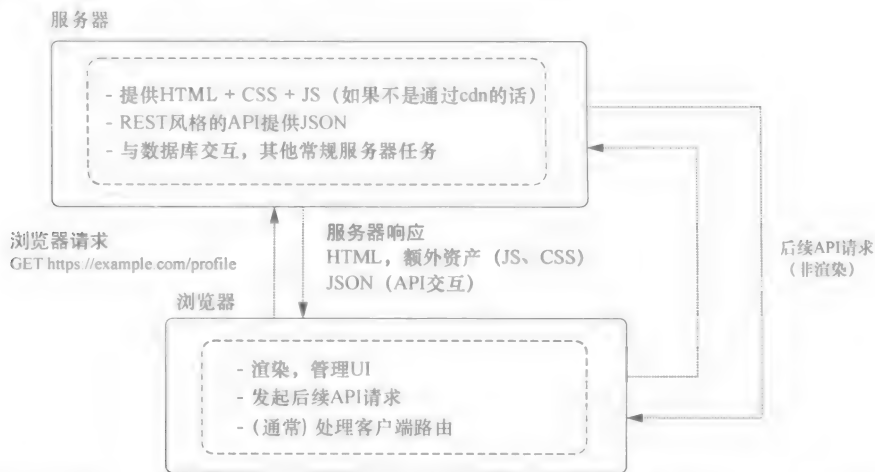 服务器
- 提供HTML + CSS + JS（如果不是通过cdn的话）
- REST风格的API提供JSON
- 与数据库交互，其他常规服务器任务
浏览器请求
GET https://example.com/profile
服务器响应
HTML，额外资产（JS、CSS）
JSON（API交互）
后续API请求
（非渲染）
浏览器
- 渲染，管理UI
- 发起后续API请求
-（通常）处理客户端路由